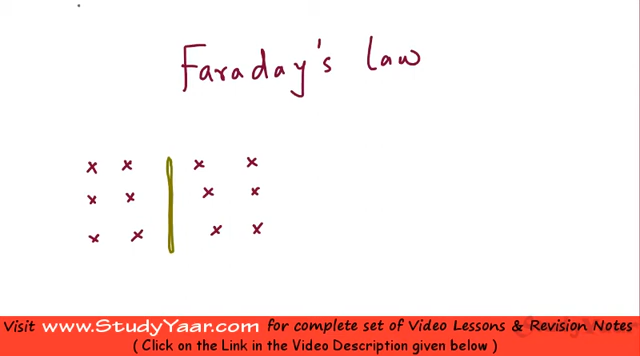 Faraday's law
x x x x
x x x x
x x x x
Visit www.StudyYaar.com for complete set of Video Lessons & Revision Notes
( Click on the Link in the Video Description given below )